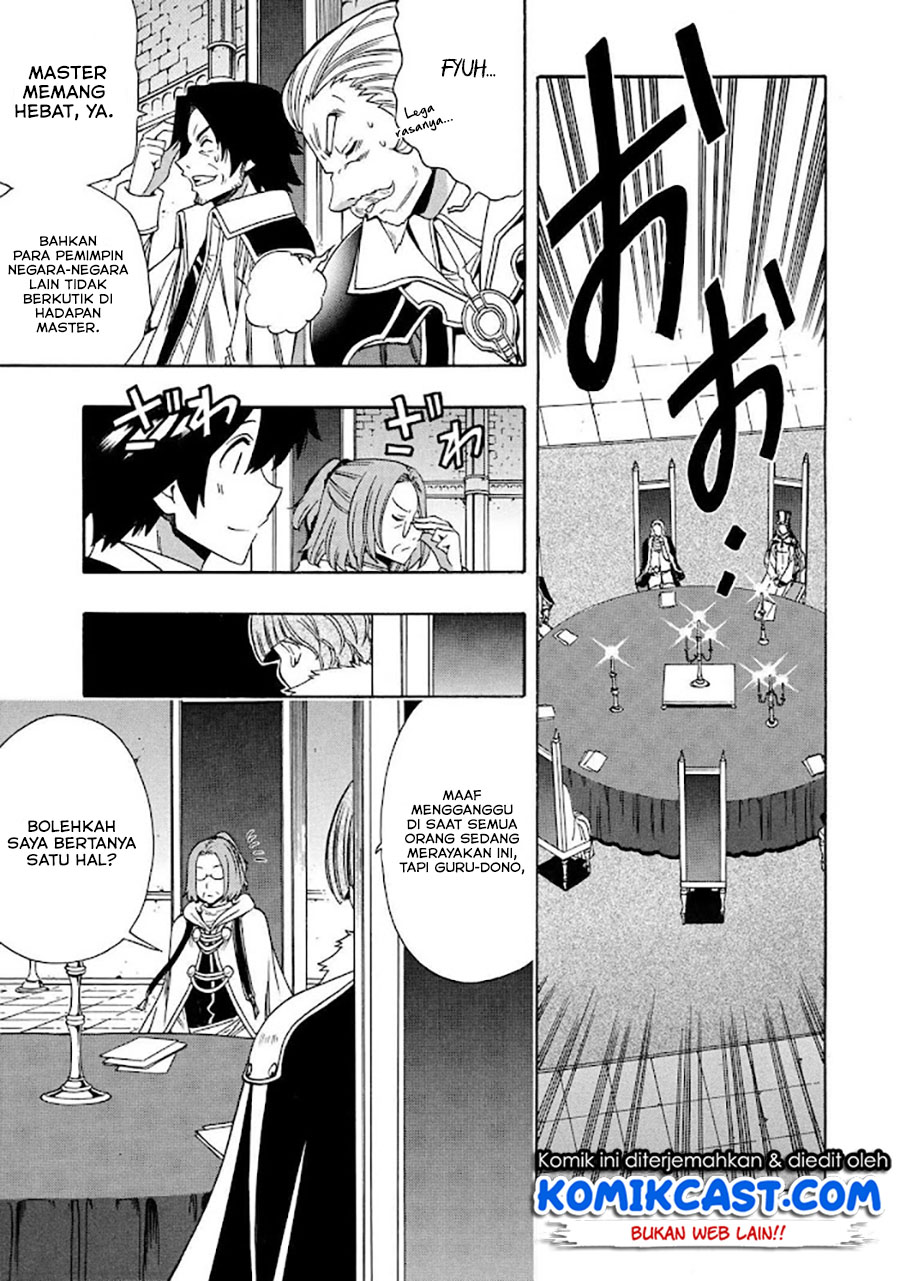 おお…
FYUH...
Lega
rasanya...
MASTER
MEMANG
HEBAT, YA.
BAHKAN
PARA PEMIMPIN
NEGARA-NEGARA
LAIN TIDAK
BERKUTIK DI
HADAPAN
MASTER.
ざわ
ざわ
MAAF
MENGGANGGU
DI SAAT SEMUA
ORANG SEDANG
MERAYAKAN INI,
TAPI GURU-DONO,
BOLEHKAH
SAYA BERTANYA
SATU HAL?
Komik ini diterjemahkan & diedit oleh
KOMIKCAST.COM
BUKAN WEB LAIN!!